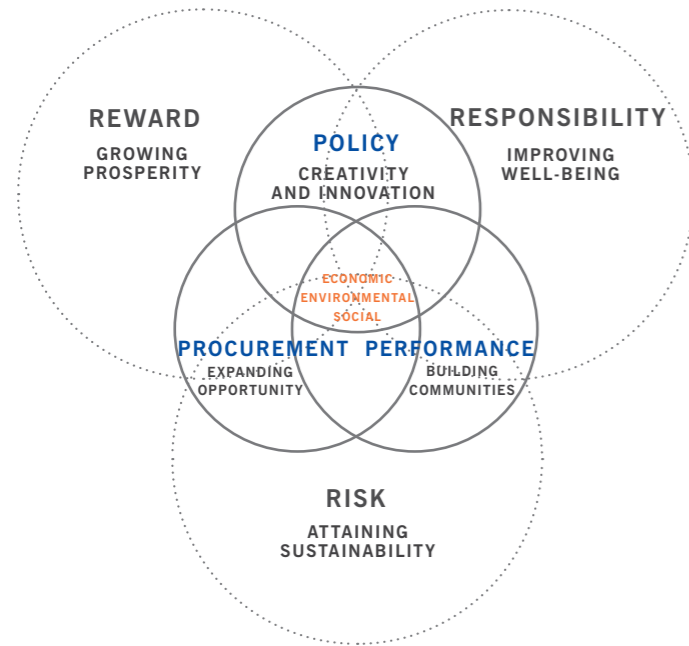 REWARD
GROWING
PROSPERITY
RESPONSIBILITY
IMPROVING
WELL-BEING
POLICY
CREATIVITY
AND INNOVATION
ECONOMIC
ENVIRONMENTAL
SOCIAL
PROCUREMENT
EXPANDING
OPPORTUNITY
PERFORMANCE
BUILDING
COMMUNITIES
RISK
ATTAINING
SUSTAINABILITY